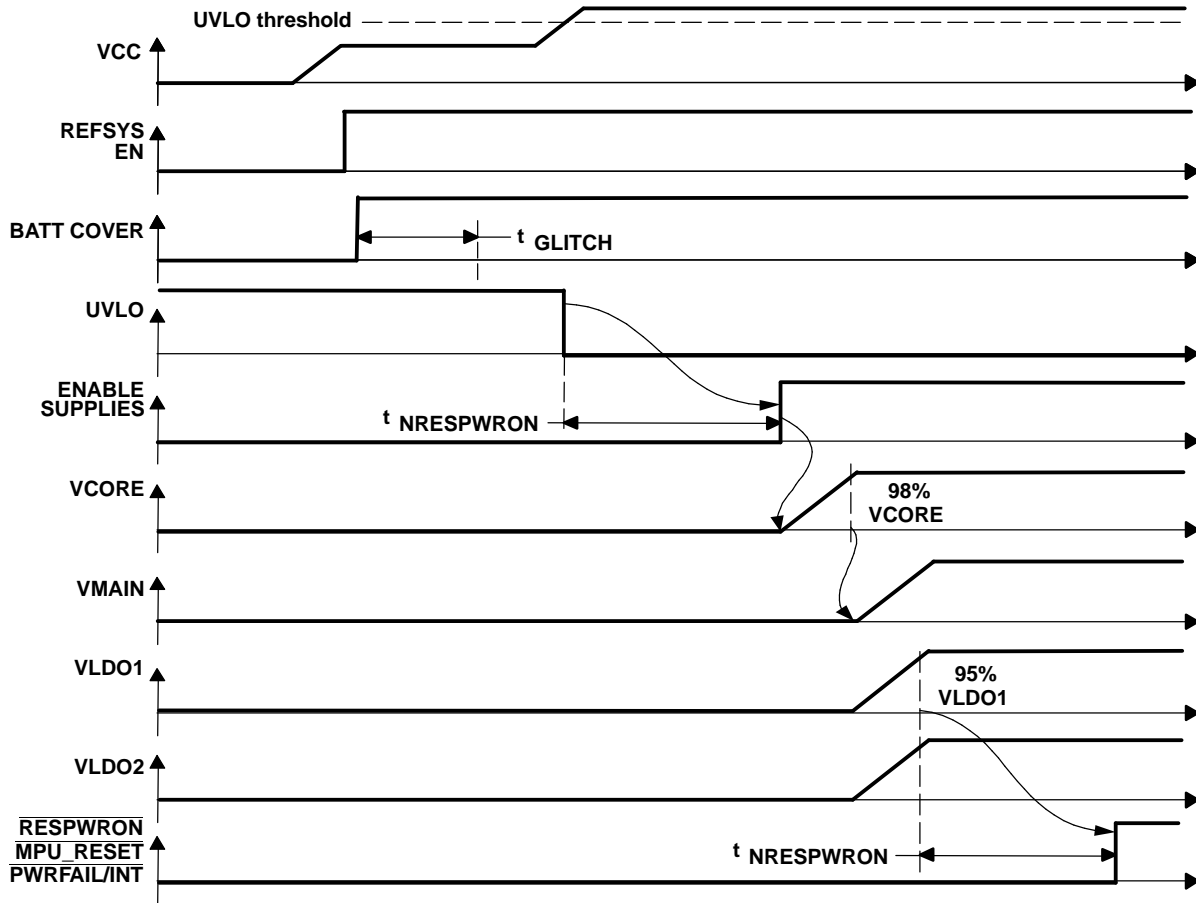 UVLO threshold
VCC
REFSYS
EN
BATT COVER
t GLITCH
UVLO
ENABLE
SUPPLIES
t NRESPWRON
VCORE
98%
VCORE
VMAIN
VLDO1
95%
VLDO1
VLDO2
RESPWRON
MPU_RESET
PWRFAIL/INT
t NRESPWRON